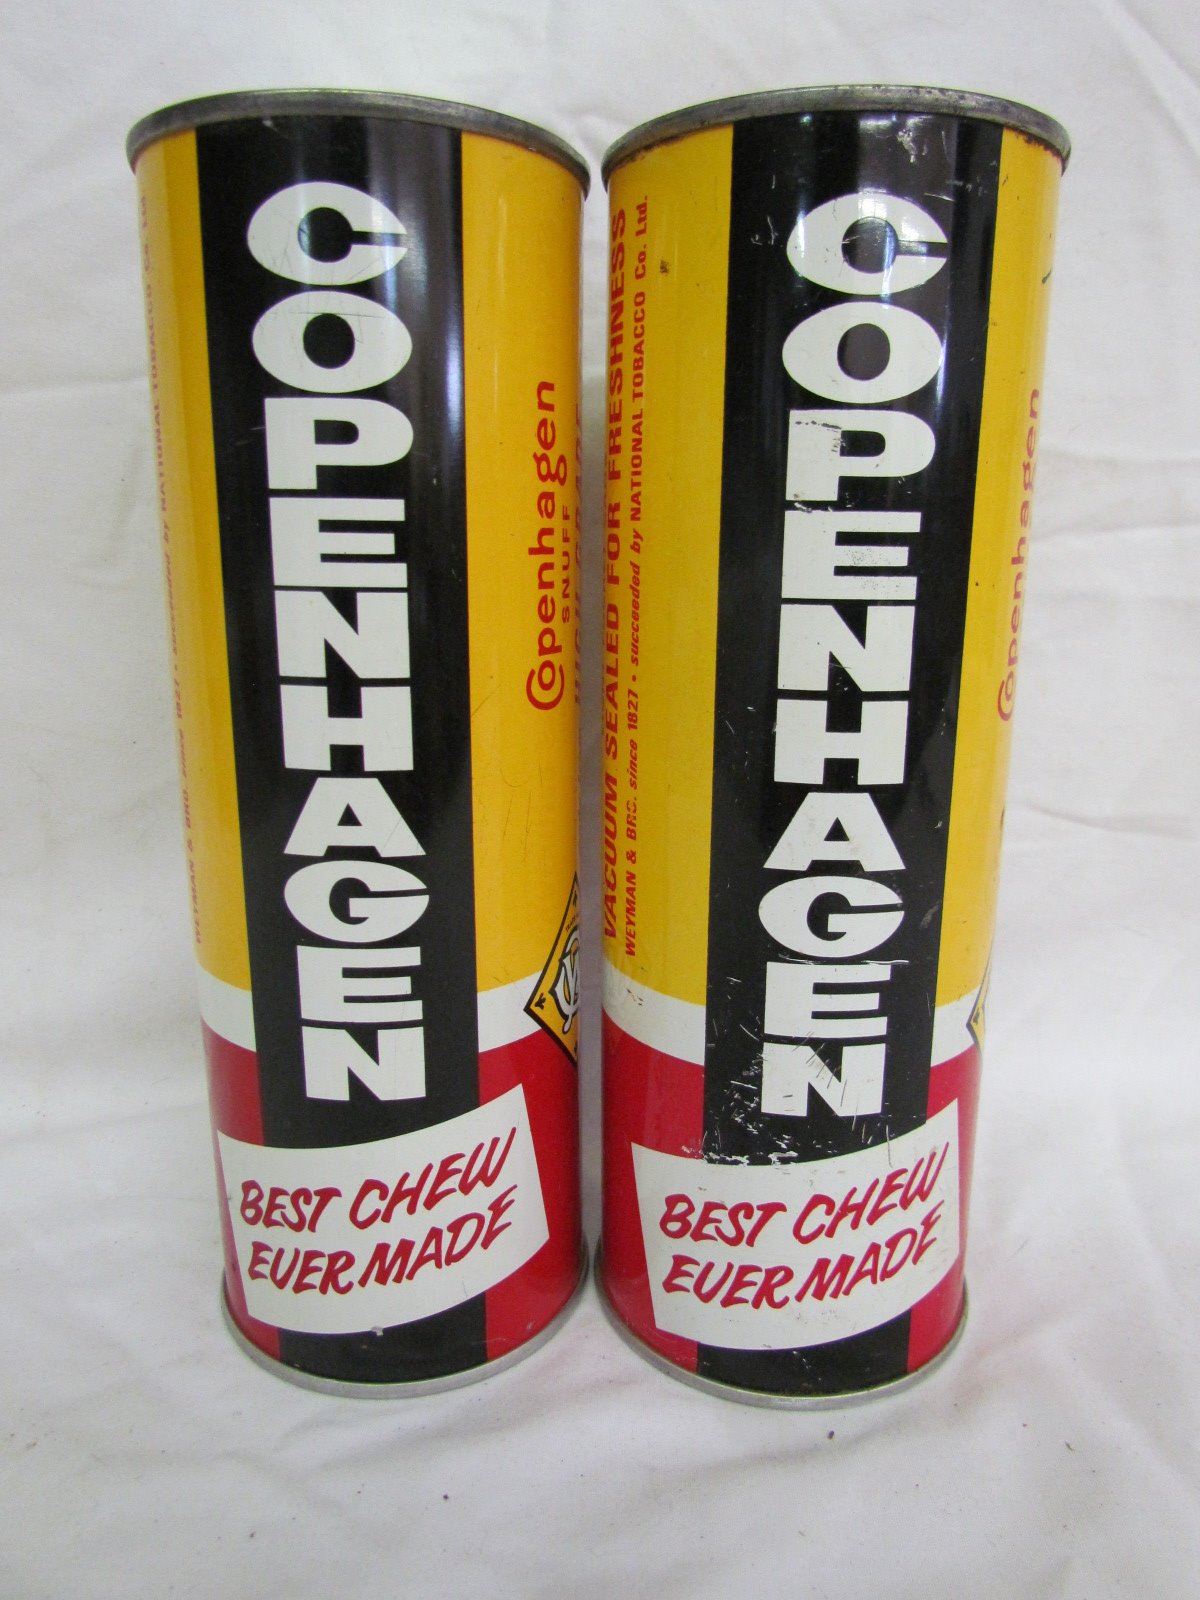 WEYMAN & BRO. since 1827 • succeeded by NATIONAL TOBACCO Co. Ltd.
COPENHAGEN
BEST CHEW
EVER MADE
Copenhagen
SNUFF
VACUUM SEALED FOR FRESHNESS
WEYMAN & BRO. since 1827 • succeeded by NATIONAL TOBACCO Co. Ltd.
COPENHAGEN
BEST CHEW
EVER MADE
Copenhagen